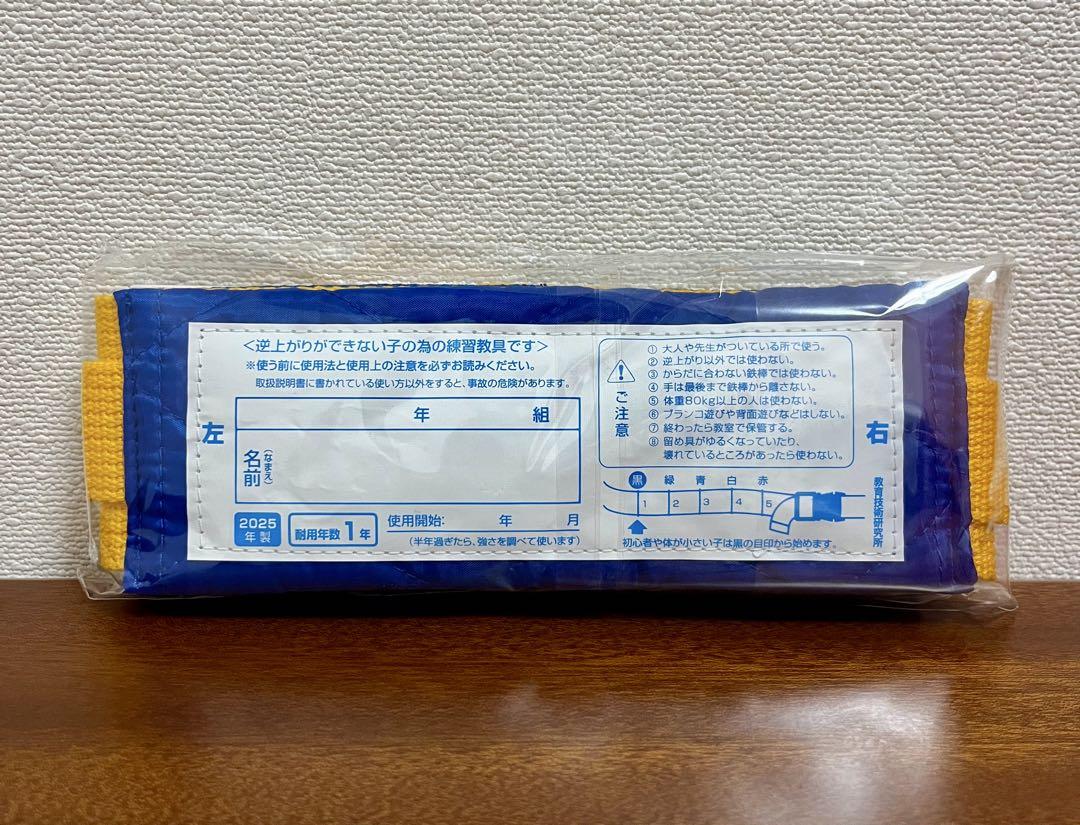 <逆上がりができない子の為の練習教具です>
※使う前に使用法と使用上の注意を必ずお読みください。
取扱説明書に書かれている使い方以外をすると、事故の危険があります。
左
年 組
名前(なまえ)
2025年製
耐用年数1年
使用開始: 年 月
(半年過ぎたら、強さを調べて使います)
ご注意
① 大人や先生がついている所で使う。
② 逆上がり以外では使わない。
③ からだに合わない鉄棒では使わない。
④ 手は最後まで鉄棒から離さない。
⑤ 体重80kg以上の人は使わない。
⑥ ブランコ遊びや背面遊びなどはしない。
⑦ 終わったら教室で保管する。
⑧ 留め具がゆるくなっていたり、
壊れているところがあったら使わない。
右
黒 緑 青 白 赤
1 2 3 4 5
初心者や体が小さい子は黒の目印から始めます。
教育技術研究所